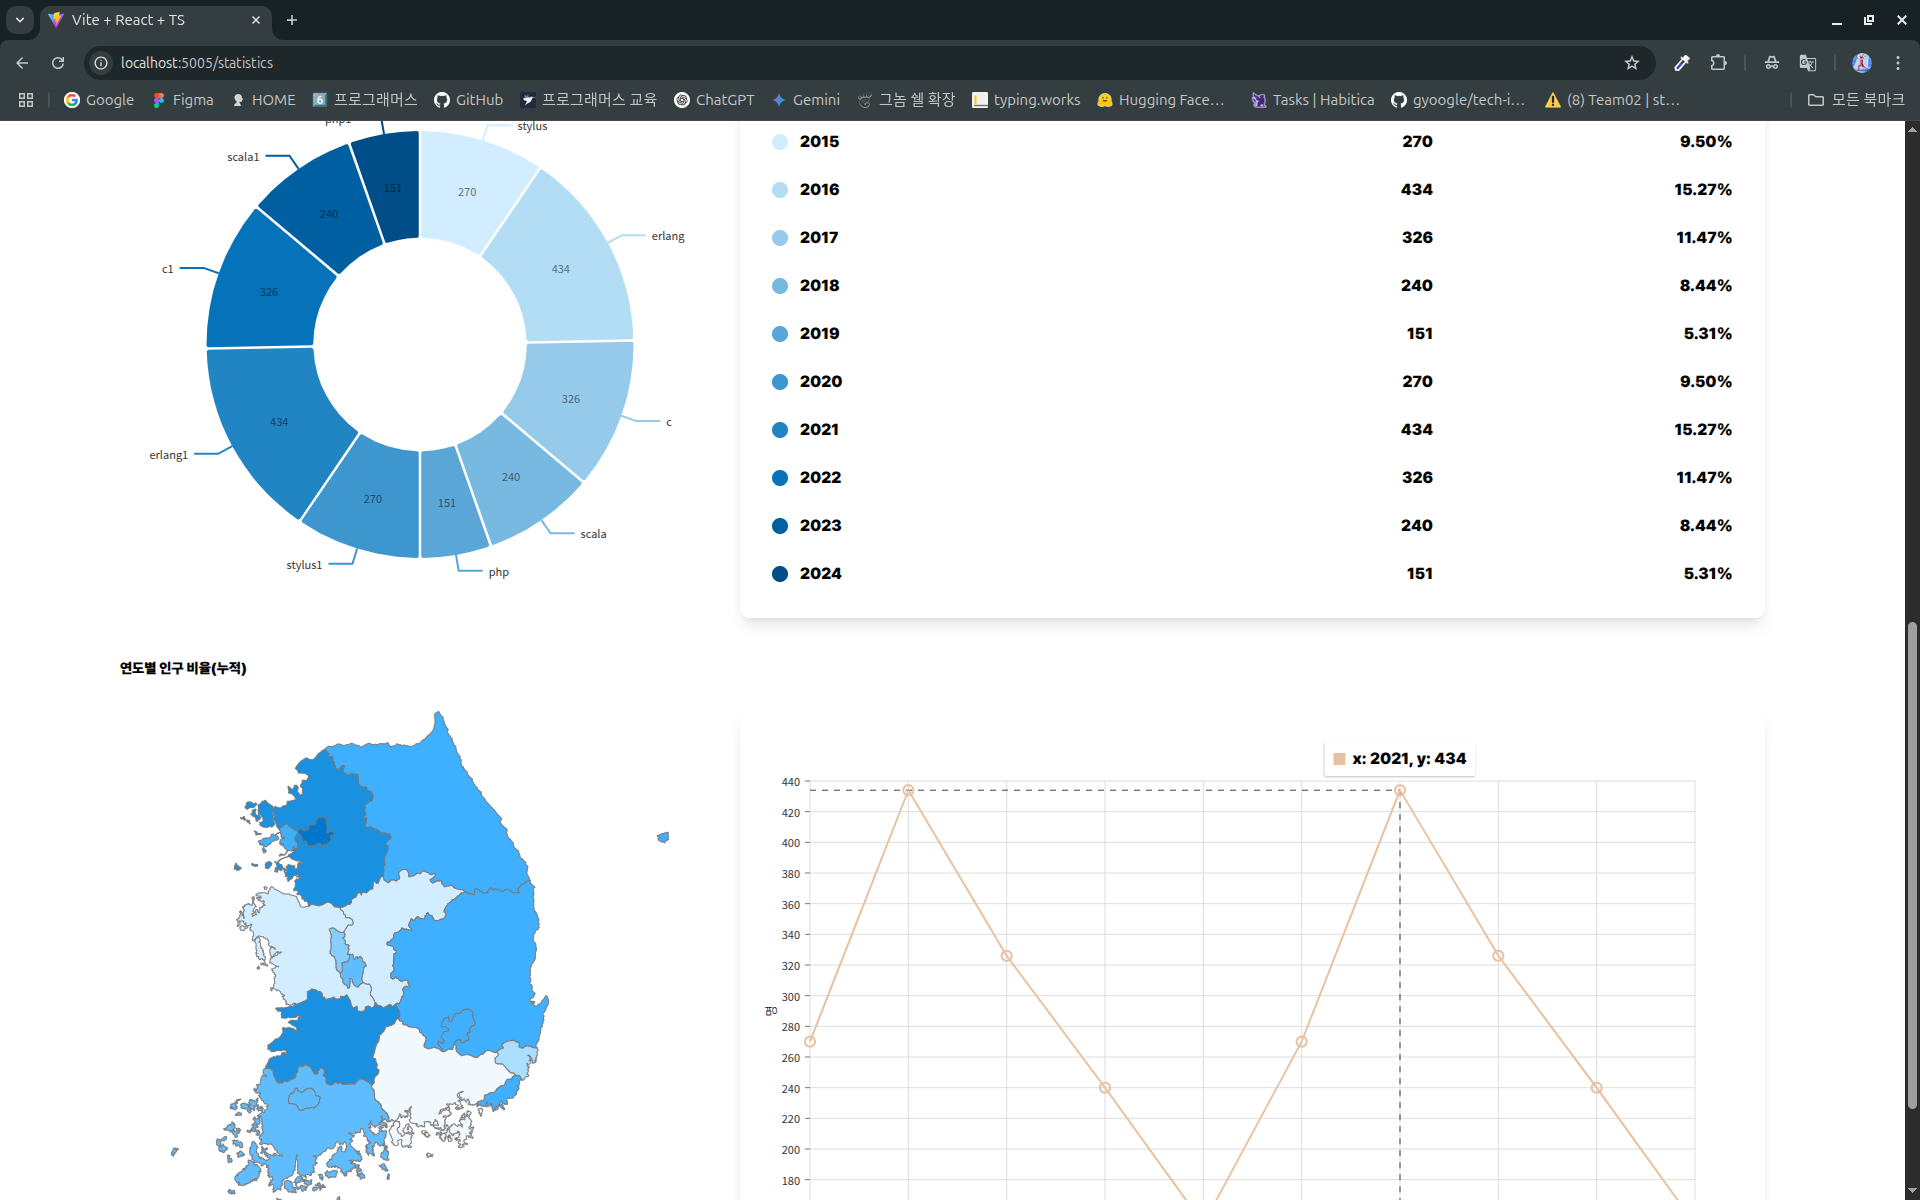 Vite + React + TS
localhost:5005/statistics
Google
Figma
HOME
프로그래머스
GitHub
프로그래머스 교육
ChatGPT
Gemini
그놈 쉘 확장
typing.works
Hugging Face...
Tasks | Habitica
gyoogle/tech-i...
(8) Team02 | st...
모든 북마크
php1
stylus
scala1
151
270
240
erlang
434
c1
326
326
c
434
erlang1
240
270
151
scala
stylus1
php
2015 270 9.50%
2016 434 15.27%
2017 326 11.47%
2018 240 8.44%
2019 151 5.31%
2020 270 9.50%
2021 434 15.27%
2022 326 11.47%
2023 240 8.44%
2024 151 5.31%
연도별 인구 비율(누적)
x: 2021, y: 434
440
420
400
380
360
340
320
300
명
280
260
240
220
200
180